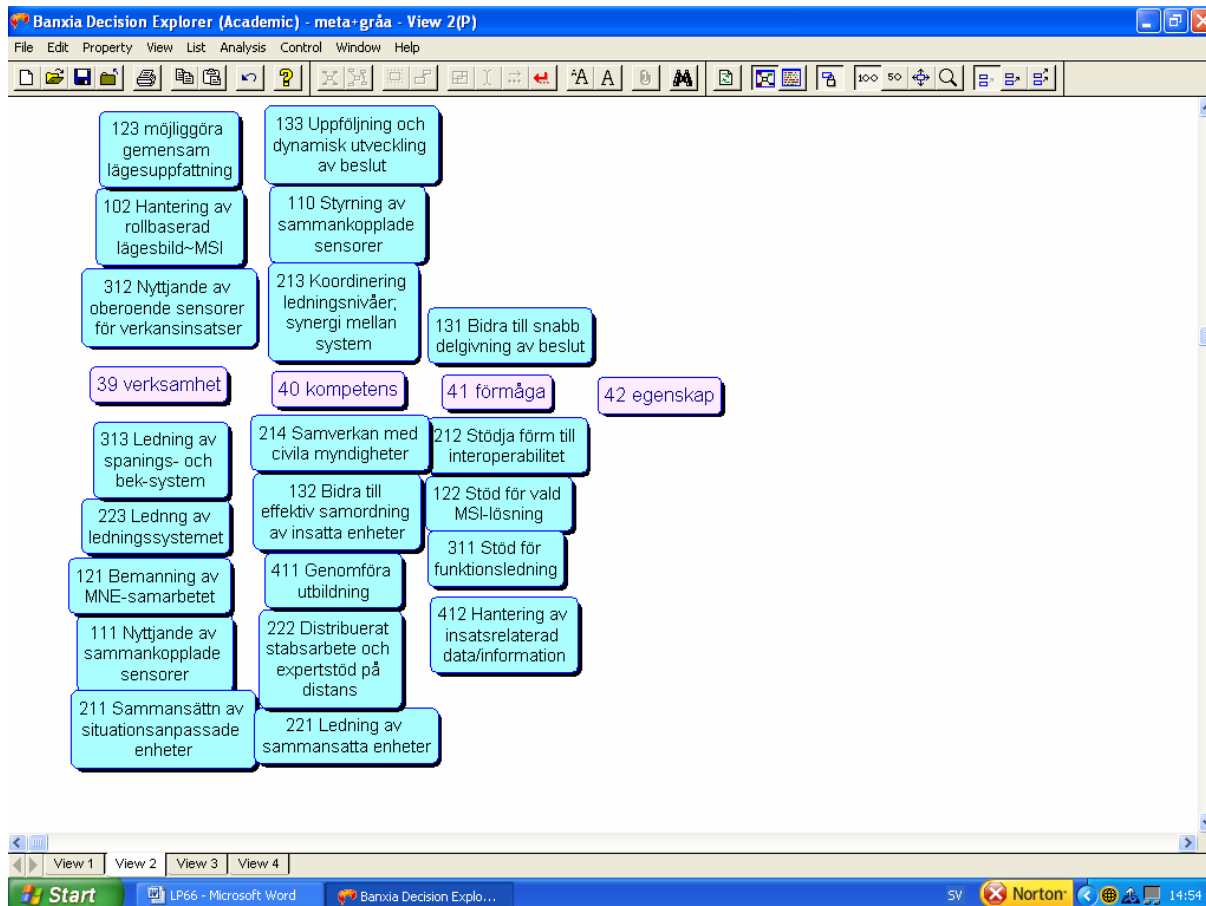 Banxia Decision Explorer (Academic) - meta+gråa - View 2(P)
File Edit Property View List Analysis Control Window Help
100 50
123 möjliggöra
gemensam
lägesuppfattning
102 Hantering av
rollbaserad
lägesbild~MSI
312 Nyttjande av
oberoende sensorer
för verkansinsatser
133 Uppföljning och
dynamisk utveckling
av beslut
110 Styrning av
sammankopplade
sensorer
213 Koordinering
ledningsnivåer;
synergi mellan
system
131 Bidra till snabb
delgivning av beslut
39 verksamhet
40 kompetens
41 förmåga
42 egenskap
313 Ledning av
spanings- och
bek-system
223 Lednng av
ledningssystemet
121 Bemanning av
MNE-samarbetet
111 Nyttjande av
sammankopplade
sensorer
211 Sammansättn av
situationsanpassade
enheter
214 Samverkan med
civila myndigheter
132 Bidra till
effektiv samordning
av insatta enheter
411 Genomföra
utbildning
222 Distribuerat
stabsarbete och
expertstöd på
distans
221 Ledning av
sammansatta enheter
212 Stödja förm till
interoperabilitet
122 Stöd för vald
MSI-lösning
311 Stöd för
funktionsledning
412 Hantering av
insatsrelaterad
data/information
View 1 View 2 View 3 View 4
Start LP66 - Microsoft Word Banxia Decision Explo... SV Norton 14:54